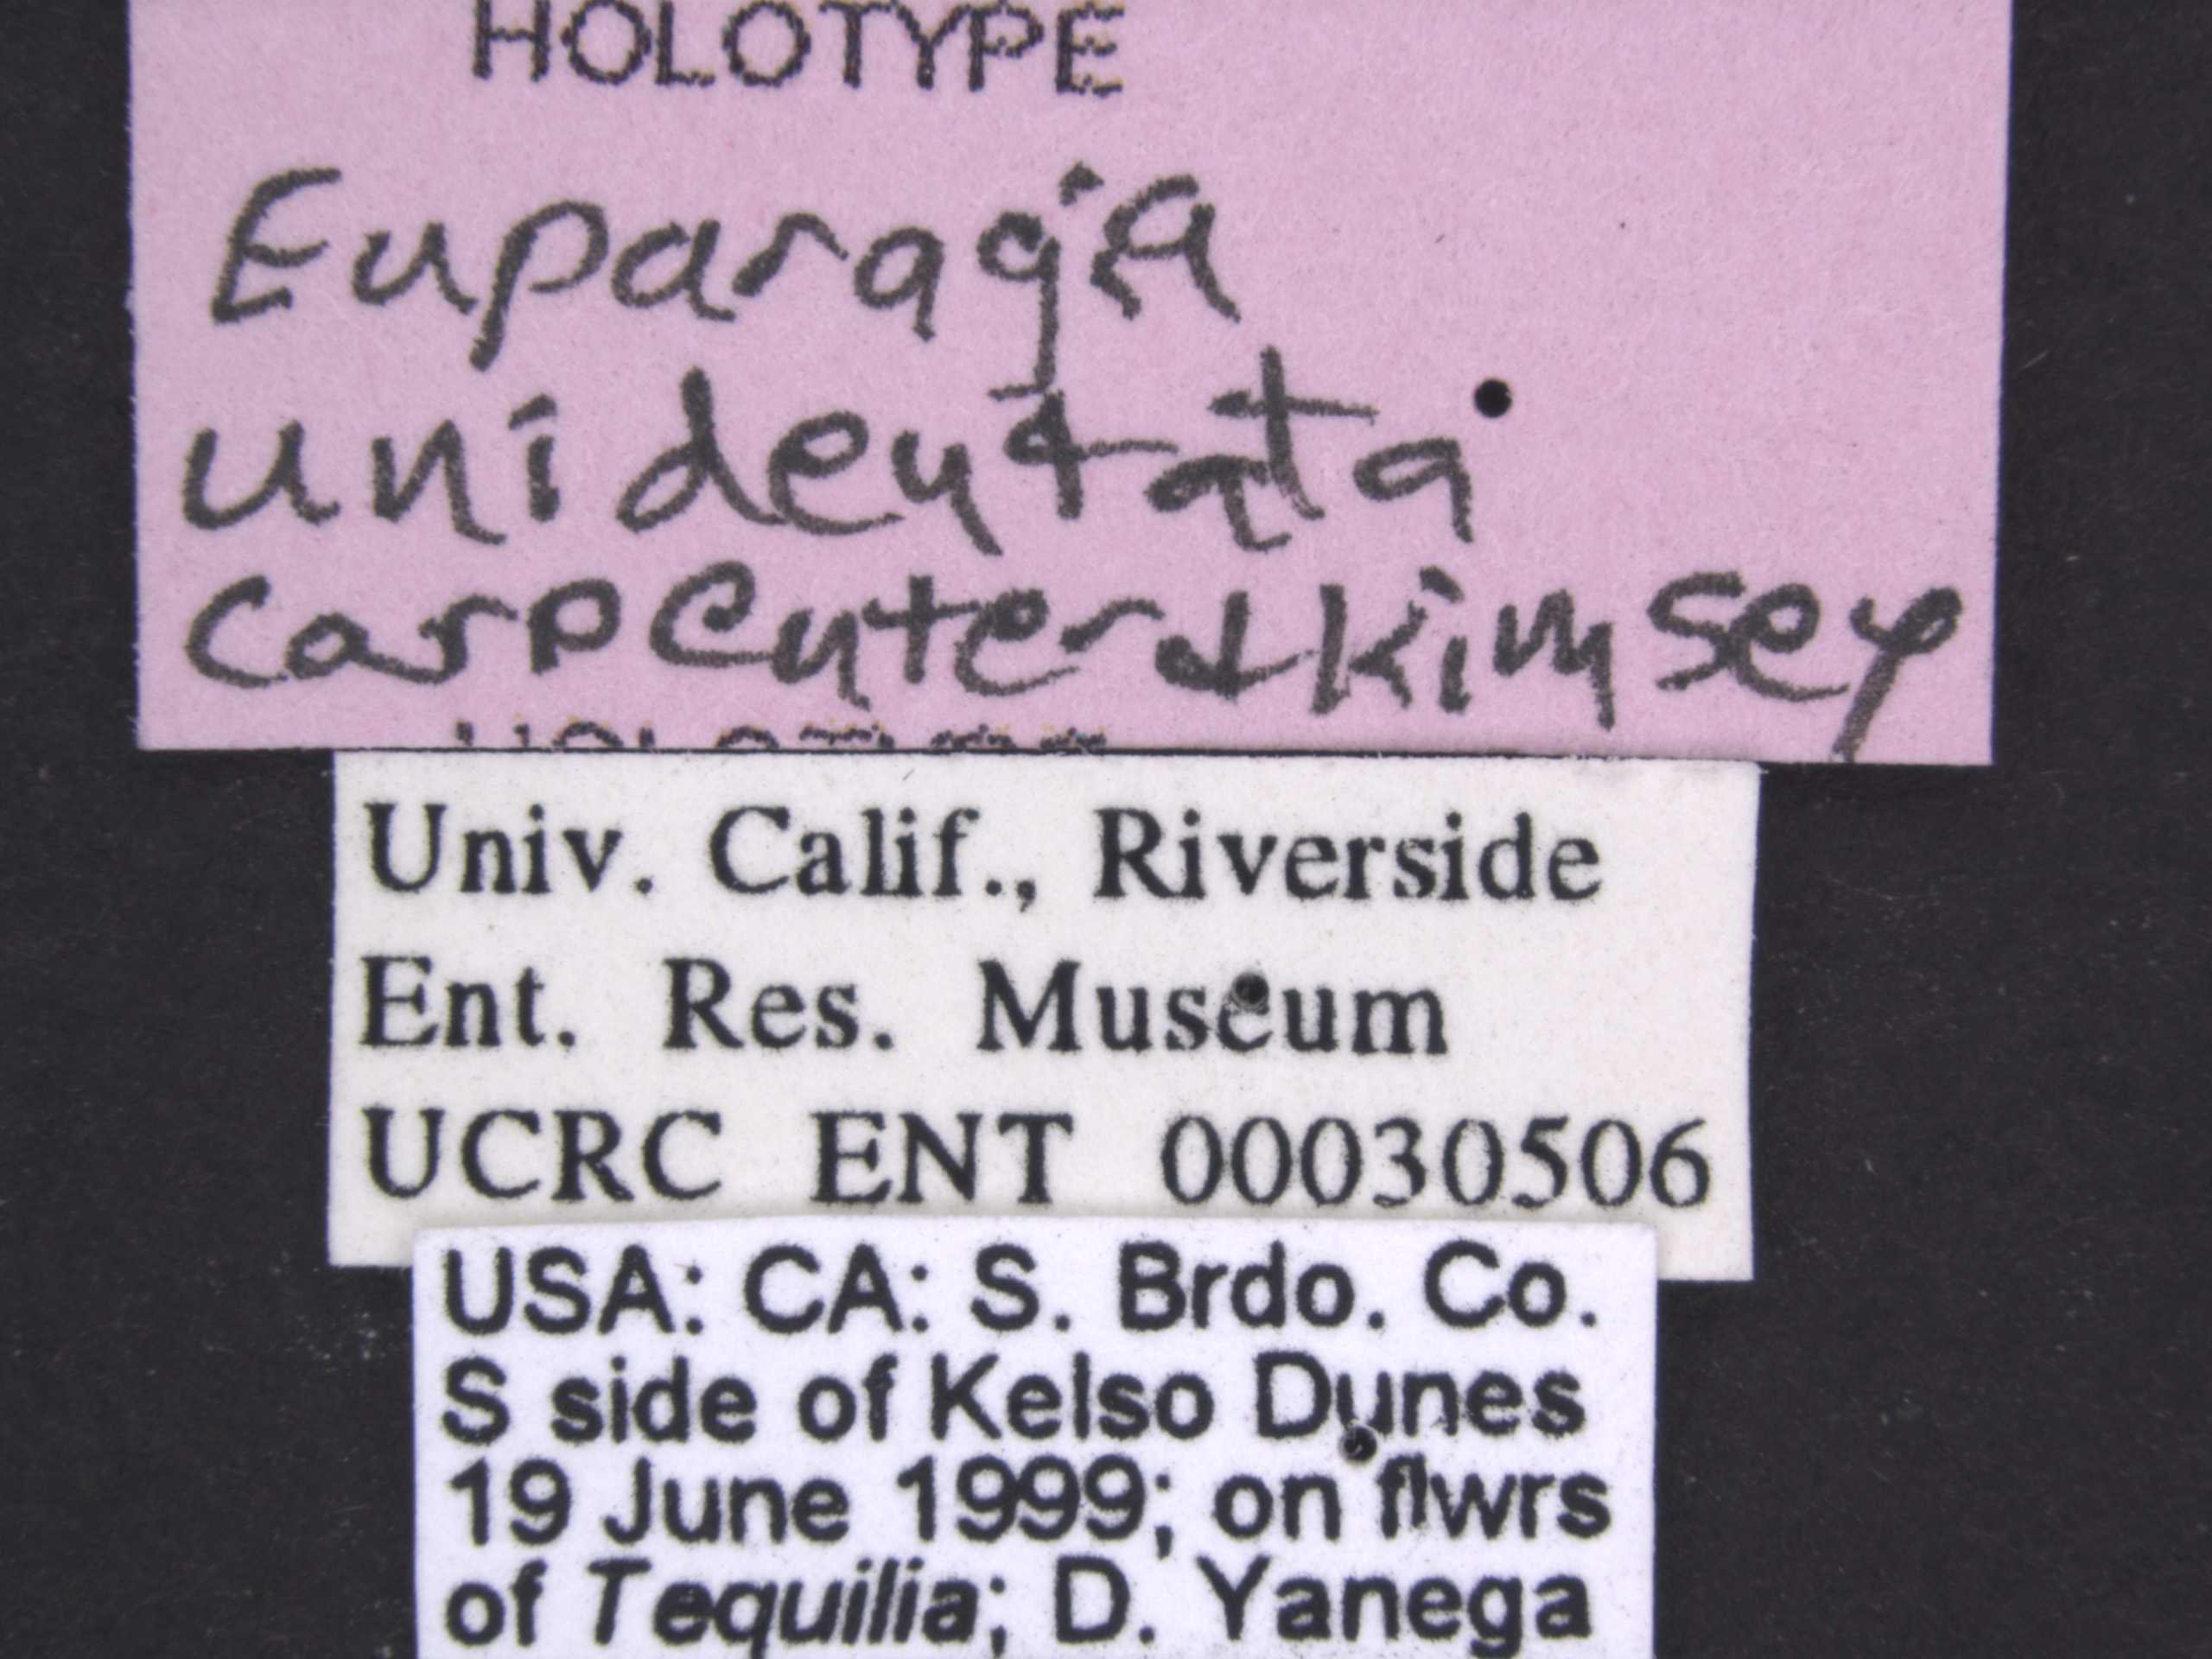 HOLOTYPE
Euparagia
unidentata
Carpenter & Kimsey
HOLOTYPE
Univ. Calif., Riverside
Ent. Res. Museum
UCRC ENT 00030506
USA: CA: S. Brdo. Co.
S side of Kelso Dunes
19 June 1999; on flwrs
of Tequilia; D. Yanega